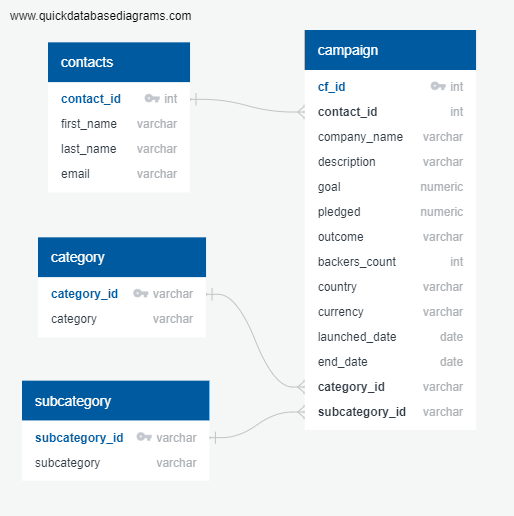 www.quickdatabasediagrams.com
contacts
contact_id int
first_name varchar
last_name varchar
email varchar
campaign
cf_id int
contact_id int
company_name varchar
description varchar
goal numeric
pledged numeric
outcome varchar
backers_count int
country varchar
currency varchar
launched_date date
end_date date
category_id varchar
subcategory_id varchar
category
category_id varchar
category varchar
subcategory
subcategory_id varchar
subcategory varchar